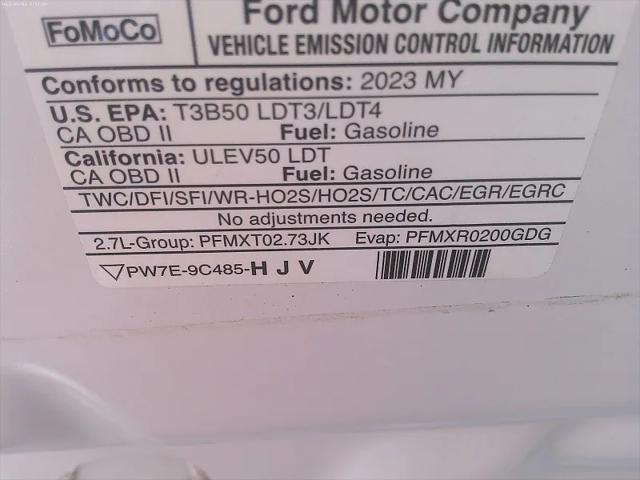 FoMoCo
Ford Motor Company
VEHICLE EMISSION CONTROL INFORMATION
Conforms to regulations: 2023 MY
U.S. EPA: T3B50 LDT3/LDT4
CA OBD II Fuel: Gasoline
California: ULEV50 LDT
CA OBD II Fuel: Gasoline
TWC/DFI/SFI/WR-HO2S/HO2S/TC/CAC/EGR/EGRC
No adjustments needed.
2.7L-Group: PFMXT02.73JK Evap: PFMXR0200GDG
PW7E-9C485-H J V